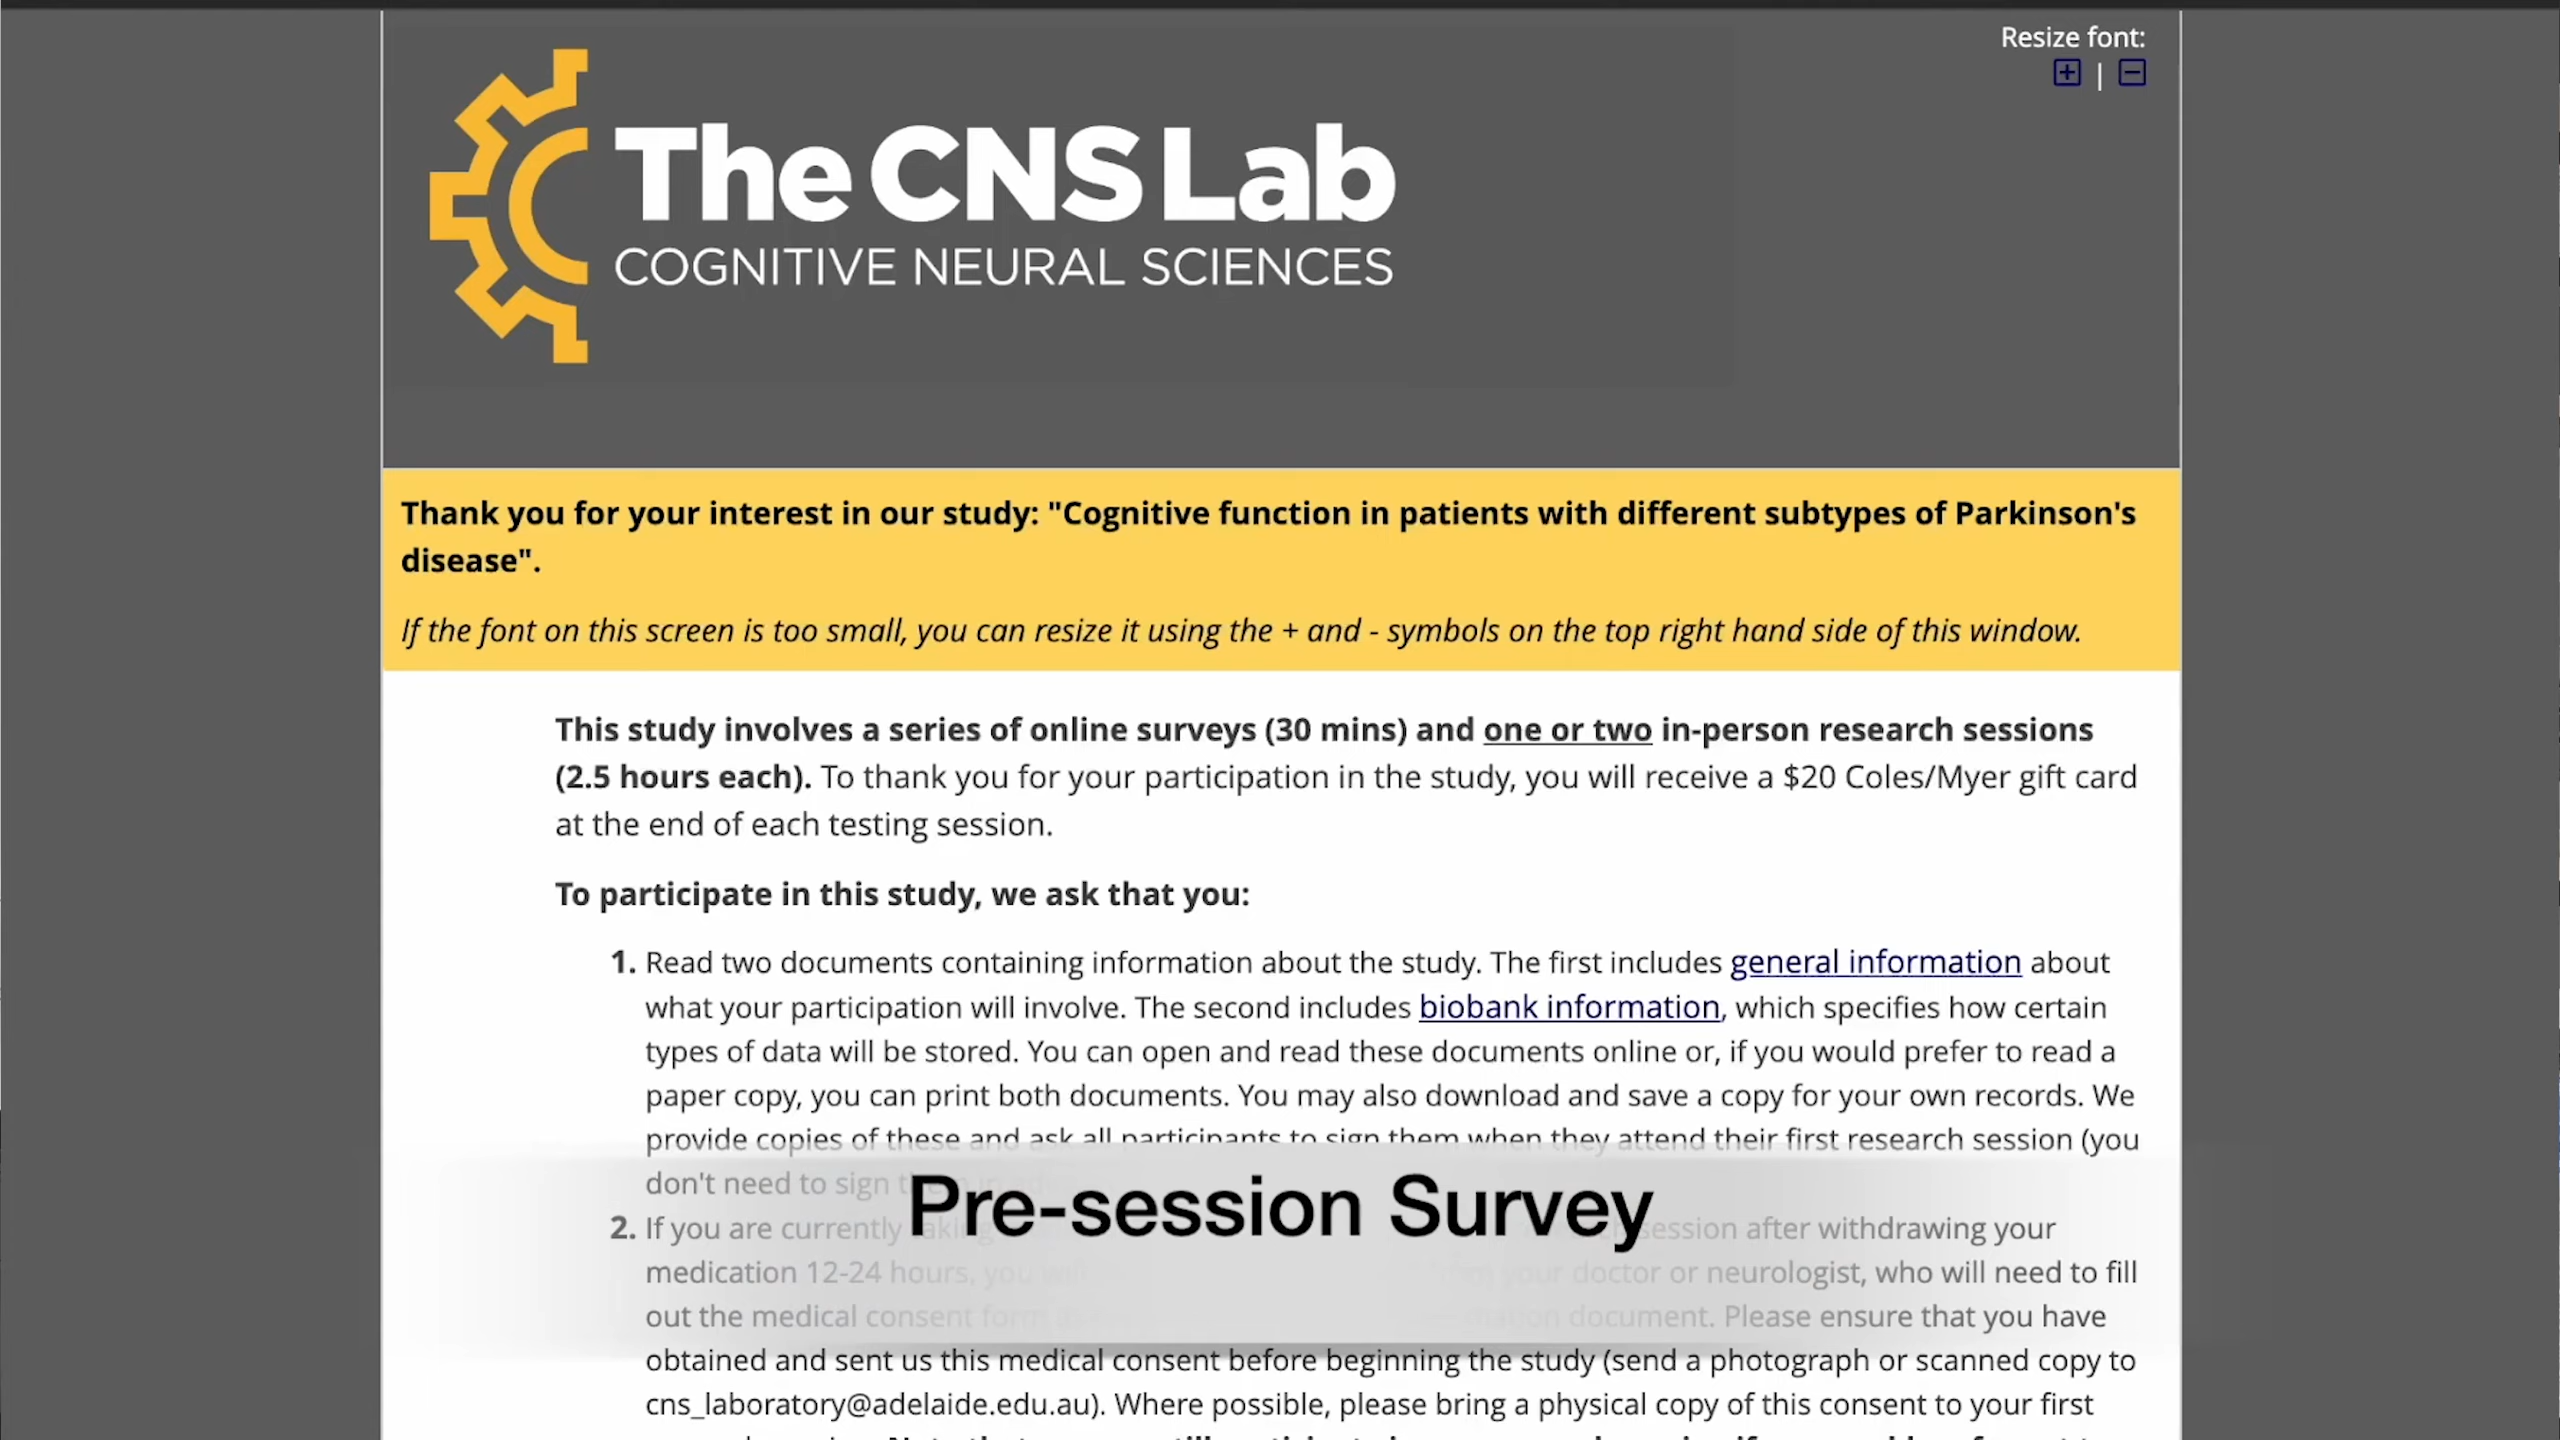 Resize font:
+ | -
The CNS Lab
COGNITIVE NEURAL SCIENCES
Thank you for your interest in our study: "Cognitive function in patients with different subtypes of Parkinson's
disease".
If the font on this screen is too small, you can resize it using the + and - symbols on the top right hand side of this window.
This study involves a series of online surveys (30 mins) and one or two in-person research sessions
(2.5 hours each). To thank you for your participation in the study, you will receive a $20 Coles/Myer gift card
at the end of each testing session.
To participate in this study, we ask that you:
1. Read two documents containing information about the study. The first includes general information about
what your participation will involve. The second includes biobank information, which specifies how certain
types of data will be stored. You can open and read these documents online or, if you would prefer to read a
paper copy, you can print both documents. You may also download and save a copy for your own records. We
provide copies of these and ask all participants to sign them when they attend their first research session (you
don't need to sign
Pre-session Survey
2. If you are currently session after withdrawing your
medication 12-24 hours, your doctor or neurologist, who will need to fill
out the medical consent form document. Please ensure that you have
obtained and sent us this medical consent before beginning the study (send a photograph or scanned copy to
cns_laboratory@adelaide.edu.au). Where possible, please bring a physical copy of this consent to your first